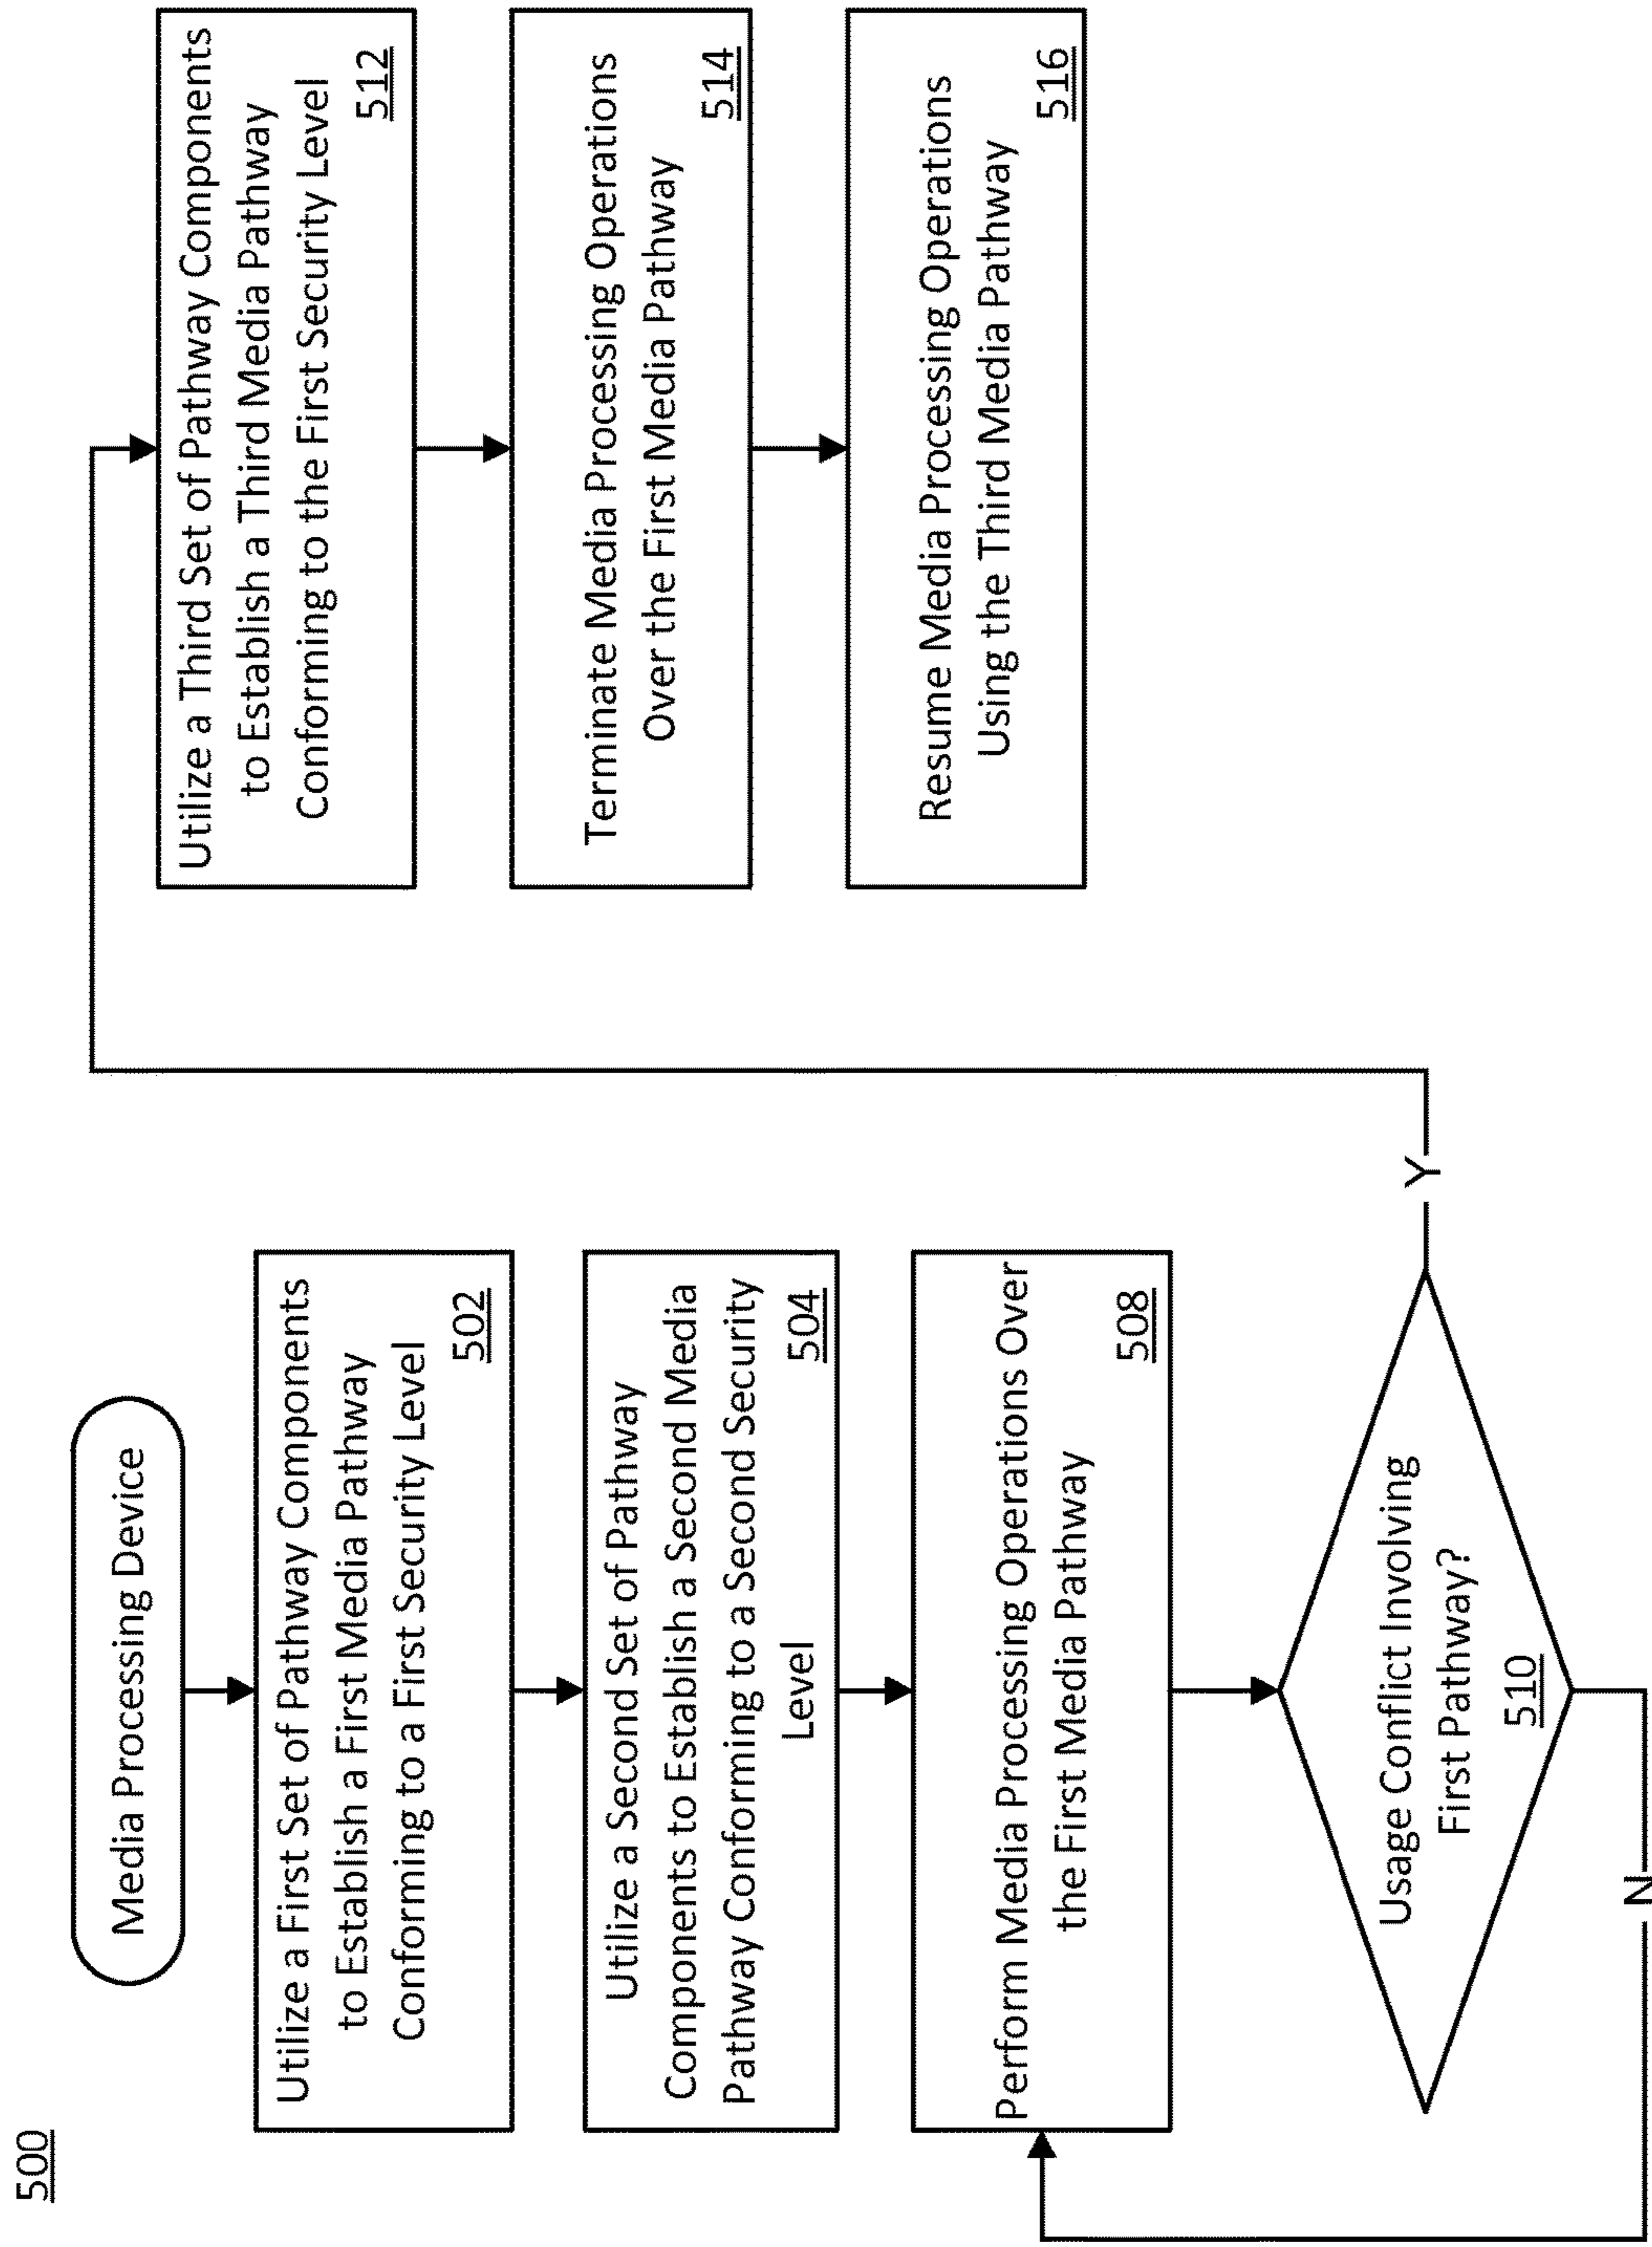 500
Media Processing Device
Utilize a First Set of Pathway Components
to Establish a First Media Pathway
Conforming to a First Security Level
502
Utilize a Second Set of Pathway
Components to Establish a Second Media
Pathway Conforming to a Second Security
Level
504
Perform Media Processing Operations Over
the First Media Pathway
508
Usage Conflict Involving
First Pathway?
510
N
Y
Utilize a Third Set of Pathway Components
to Establish a Third Media Pathway
Conforming to the First Security Level
512
Terminate Media Processing Operations
Over the First Media Pathway
514
Resume Media Processing Operations
Using the Third Media Pathway
516